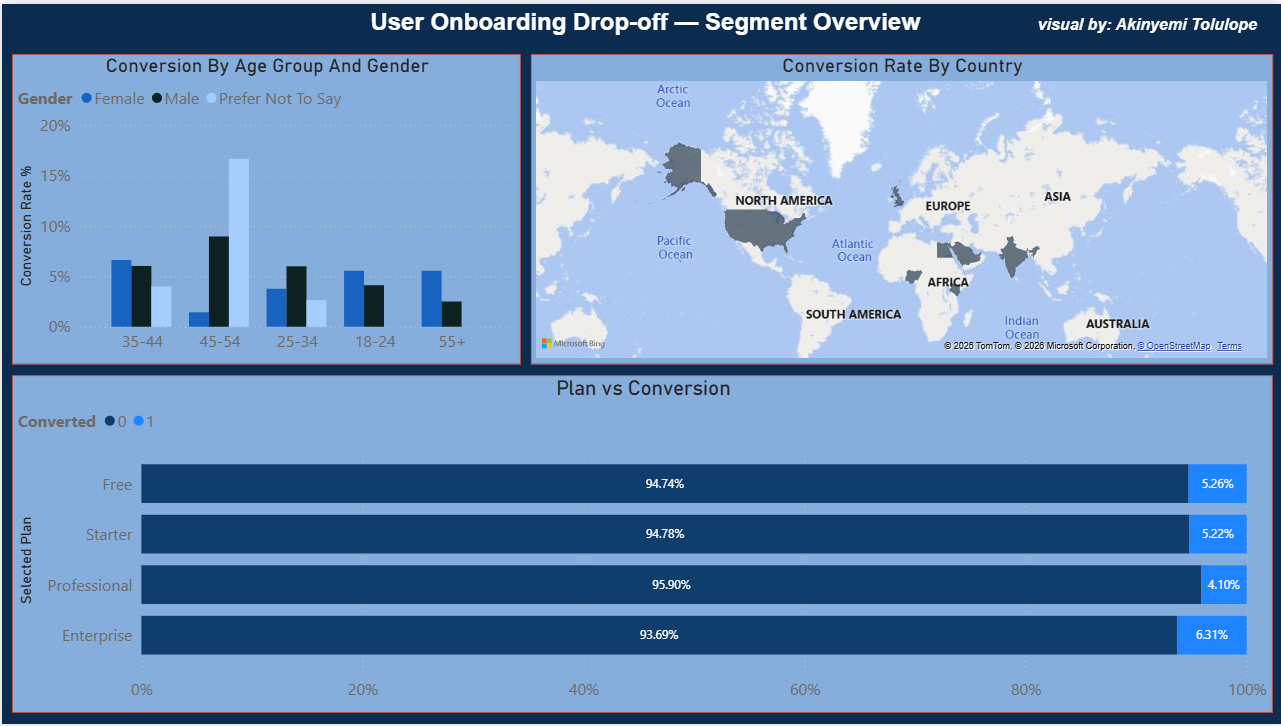 User Onboarding Drop-off — Segment Overview
visual by: Akinyemi Tolulope
Conversion By Age Group And Gender
Gender Female Male Prefer Not To Say
Conversion Rate %
20%
15%
10%
5%
0%
35-44 45-54 25-34 18-24 55+
Conversion Rate By Country
Arctic
Ocean
NORTH AMERICA
EUROPE
ASIA
Pacific
Ocean
Atlantic
Ocean
AFRICA
SOUTH AMERICA
Indian
Ocean
AUSTRALIA
Microsoft Bing
© 2026 TomTom, © 2026 Microsoft Corporation, © OpenStreetMap Terms
Plan vs Conversion
Converted 0 1
Selected Plan
Free 94.74% 5.26%
Starter 94.78% 5.22%
Professional 95.90% 4.10%
Enterprise 93.69% 6.31%
0% 20% 40% 60% 80% 100%